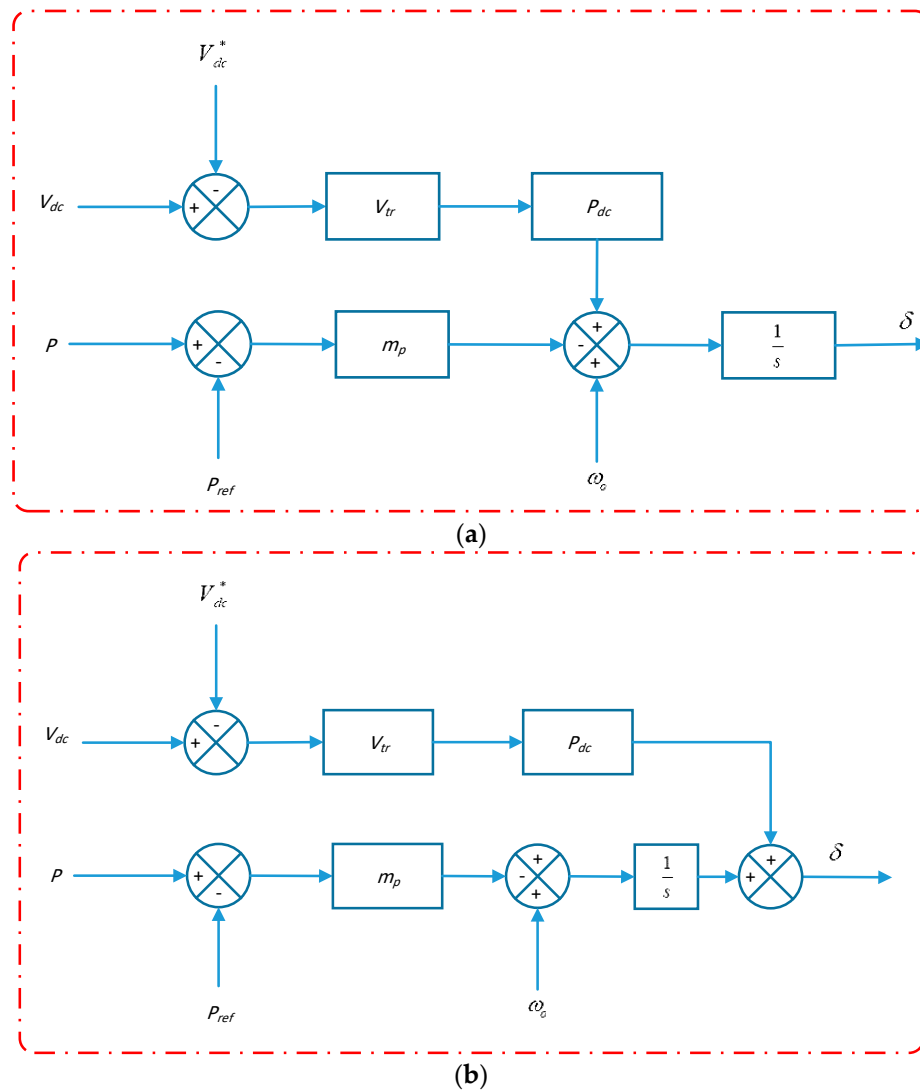 V*dc
-
Vdc + Vtr Pdc
+
P + mp - 1/s δ
- +
Pref ωo
(a)
V*dc
-
Vdc + Vtr Pdc
+ +
P + mp - 1/s + δ
- +
Pref ωo
(b)